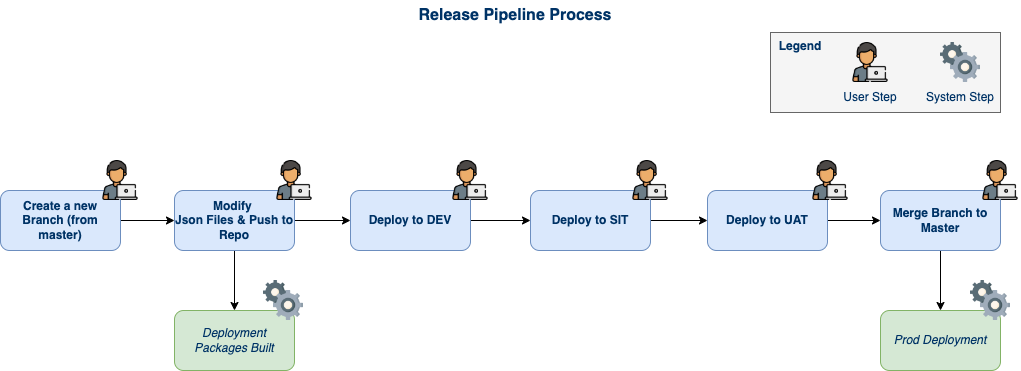 Release Pipeline Process
Legend
User Step
System Step
Create a new
Branch (from
master)
Modify
Json Files & Push to
Repo
Deploy to DEV
Deploy to SIT
Deploy to UAT
Merge Branch to
Master
Deployment
Packages Built
Prod Deployment